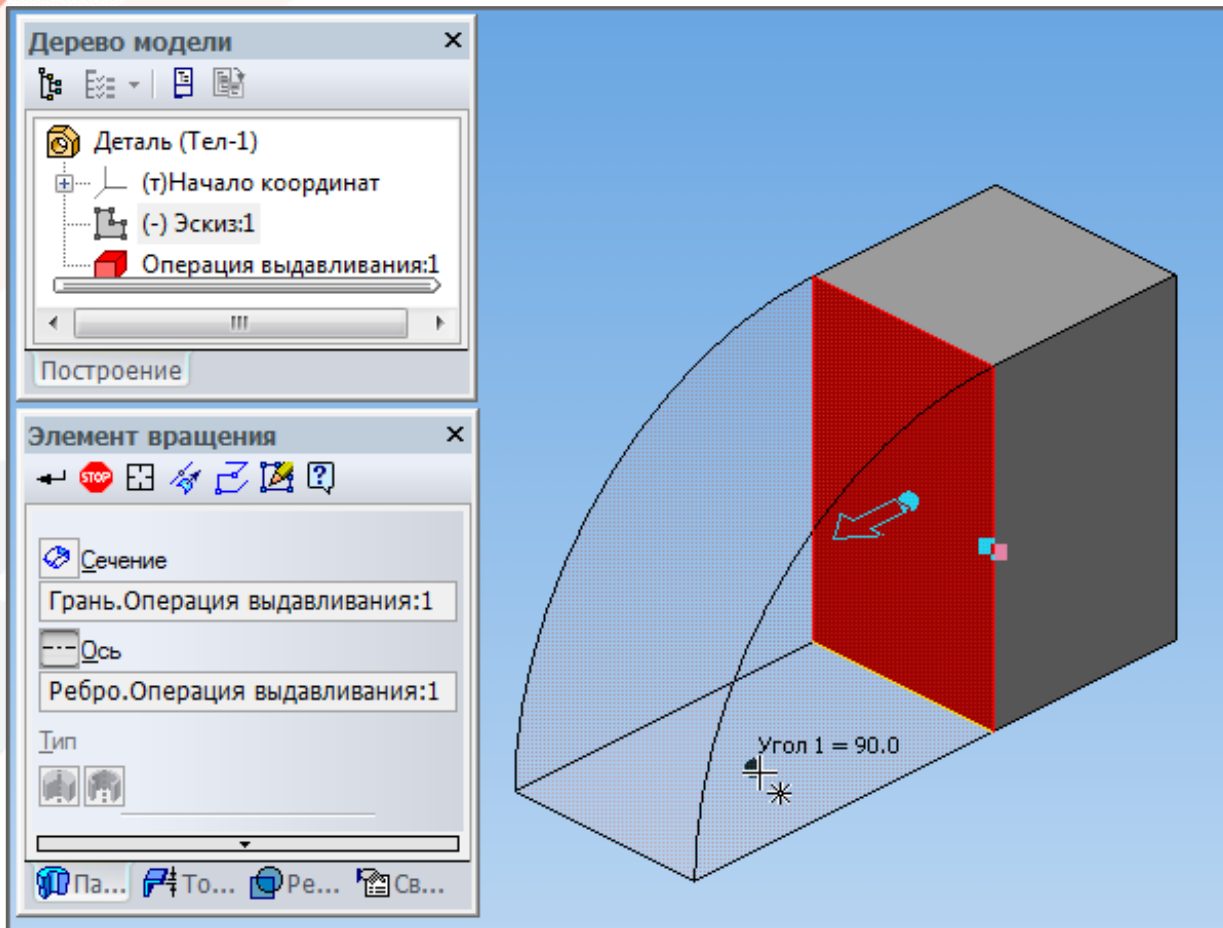 Дерево модели
Деталь (Тел-1)
(т)Начало координат
(-) Эскиз:1
Операция выдавливания:1
Построение
Элемент вращения
STOP
Сечение
Грань.Операция выдавливания:1
Ось
Ребро.Операция выдавливания:1
Тип
Па... То... Ре... Св...
Угол 1 = 90.0